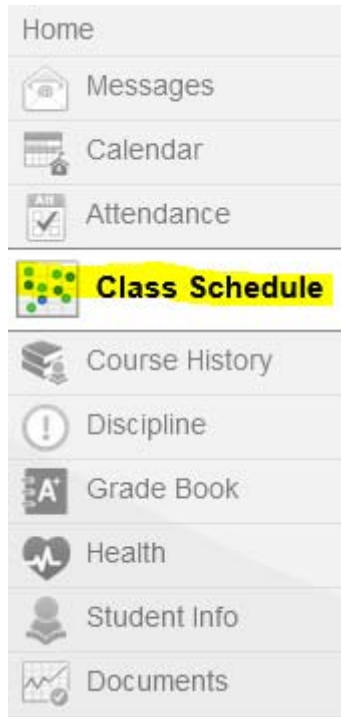 Home
Messages
Calendar
Attendance
Class Schedule
Course History
Discipline
Grade Book
Health
Student Info
Documents